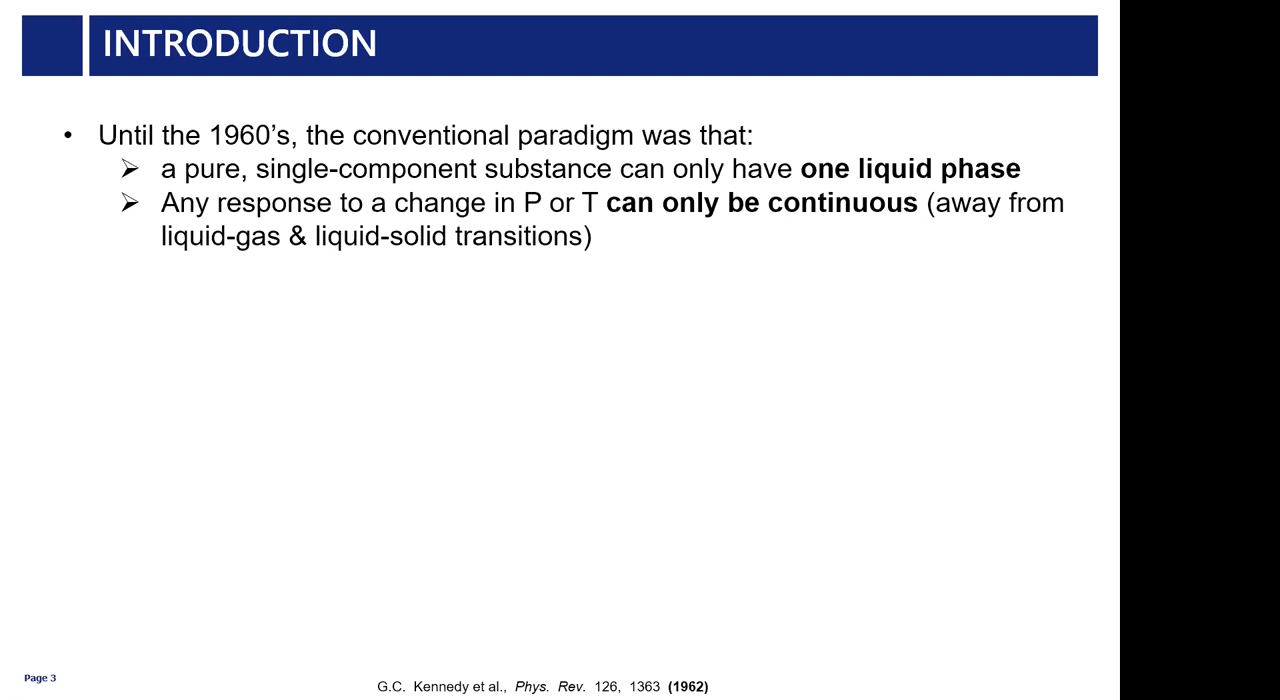 INTRODUCTION
• Until the 1960’s, the conventional paradigm was that:
➢ a pure, single-component substance can only have one liquid phase
➢ Any response to a change in P or T can only be continuous (away from
liquid-gas & liquid-solid transitions)
Page 3
G.C. Kennedy et al., Phys. Rev. 126, 1363 (1962)